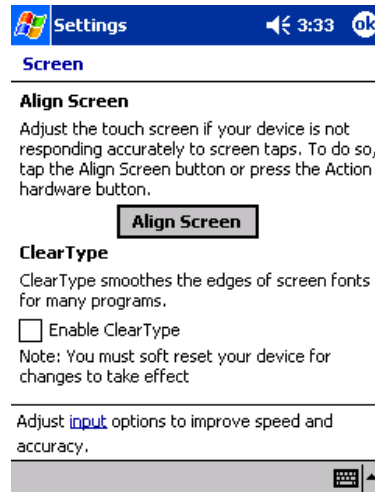 Settings 3:33 ok
Screen
Align Screen
Adjust the touch screen if your device is not
responding accurately to screen taps. To do so,
tap the Align Screen button or press the Action
hardware button.
Align Screen
ClearType
ClearType smoothes the edges of screen fonts
for many programs.
Enable ClearType
Note: You must soft reset your device for
changes to take effect
Adjust input options to improve speed and
accuracy.